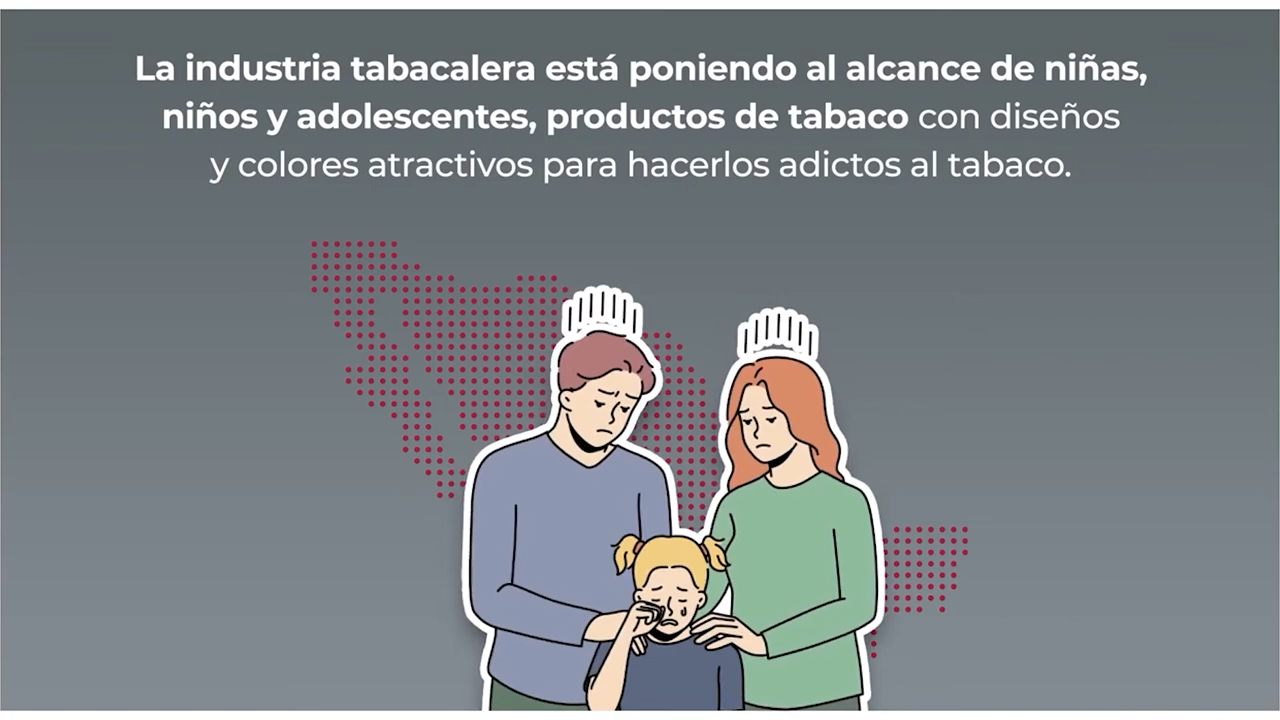 La industria tabacalera está poniendo al alcance de niñas,
niños y adolescentes, productos de tabaco con diseños
y colores atractivos para hacerlos adictos al tabaco.